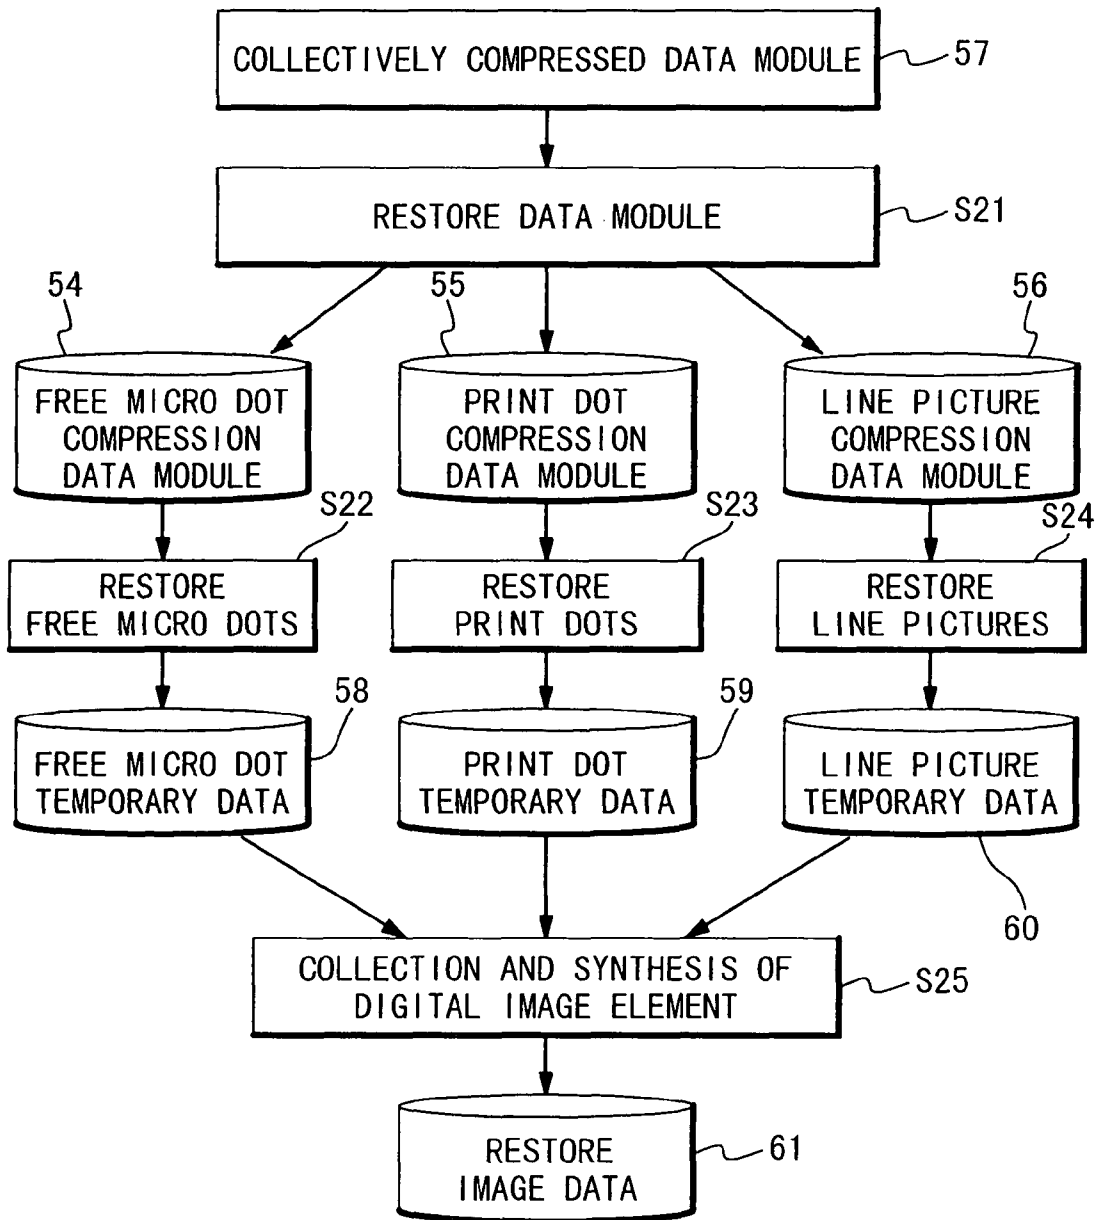 COLLECTIVELY COMPRESSED DATA MODULE
57
RESTORE DATA MODULE
S21
54
55
56
FREE MICRO DOT
COMPRESSION
DATA MODULE
PRINT DOT
COMPRESSION
DATA MODULE
LINE PICTURE
COMPRESSION
DATA MODULE
S22
S23
S24
RESTORE
FREE MICRO DOTS
RESTORE
PRINT DOTS
RESTORE
LINE PICTURES
58
59
FREE MICRO DOT
TEMPORARY DATA
PRINT DOT
TEMPORARY DATA
LINE PICTURE
TEMPORARY DATA
60
COLLECTION AND SYNTHESIS OF
DIGITAL IMAGE ELEMENT
S25
RESTORE
IMAGE DATA
61